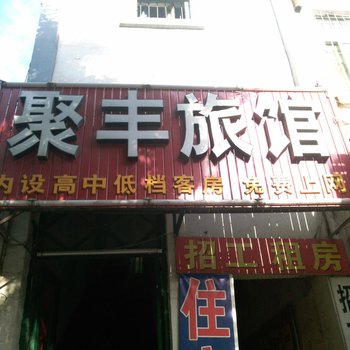 聚丰旅馆
内设高中低档客房 免费上网
招工租房
住
招